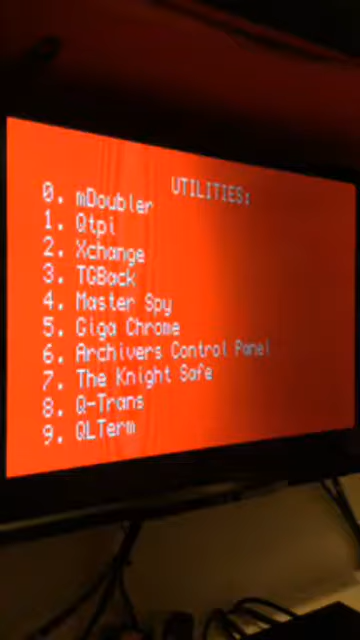 UTILITIES:
0. mDoubler
1. Qtpi
2. Xchange
3. TGBack
4. Master Spy
5. Giga Chrome
6. Archivers Control Panel
7. The Knight Safe
8. Q-Trans
9. QLTerm